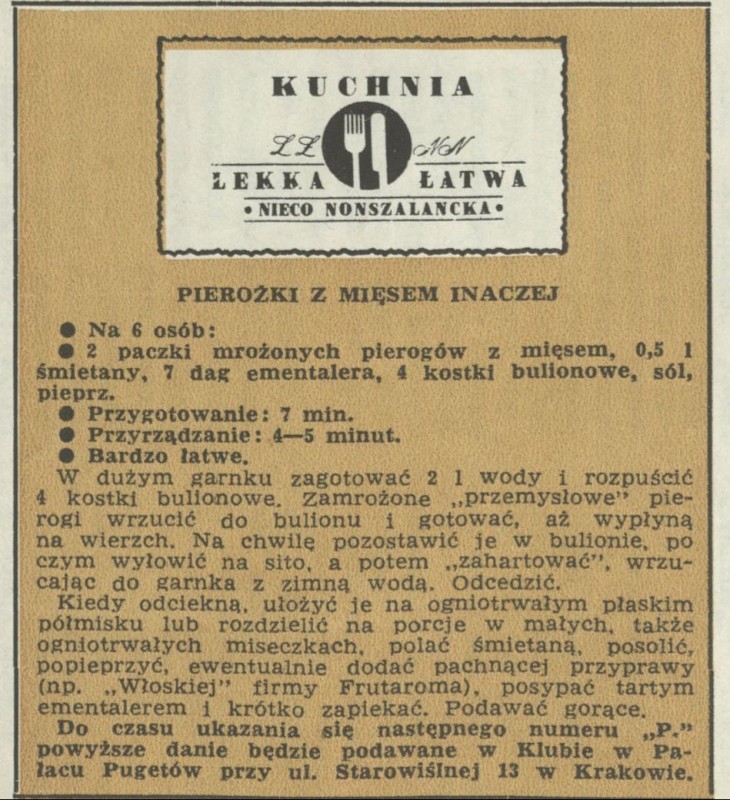 KUCHNIA
LŁ NN
LEKKA ŁATWA
• NIECO NONSZALANCKA •
PIEROŻKI Z MIĘSEM INACZEJ
● Na 6 osób:
● 2 paczki mrożonych pierogów z mięsem, 0,5 l
śmietany, 7 dag ementalera, 4 kostki bulionowe, sól,
pieprz.
● Przygotowanie: 7 min.
● Przyrządzanie: 4—5 minut.
● Bardzo łatwe.
W dużym garnku zagotować 2 l wody i rozpuścić
4 kostki bulionowe. Zamrożone „przemysłowe” pie-
rogi wrzucić do bulionu i gotować, aż wypłyną
na wierzch. Na chwilę pozostawić je w bulionie, po
czym wyłowić na sito, a potem „zahartować”, wrzu-
cając do garnka z zimną wodą. Odcedzić.
Kiedy odciekną, ułożyć je na ogniotrwałym płaskim
półmisku lub rozdzielić na porcje w małych, także
ogniotrwałych miseczkach, polać śmietaną, posolić,
popieprzyć, ewentualnie dodać pachnącej przyprawy
(np. „Włoskiej” firmy Frutaroma), posypać tartym
ementalerem i krótko zapiekać. Podawać gorące.
Do czasu ukazania się następnego numeru „P.”
powyższe danie będzie podawane w Klubie w Pa-
łacu Pugetów przy ul. Starowiślnej 13 w Krakowie.